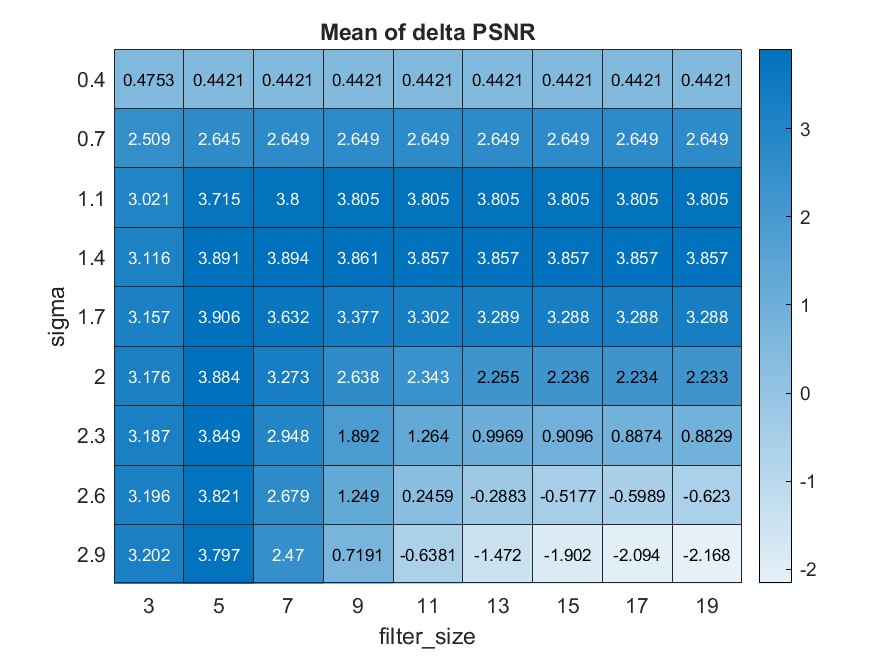 Mean of delta PSNR
0.4 0.4753 0.4421 0.4421 0.4421 0.4421 0.4421 0.4421 0.4421 0.4421
0.7 2.509 2.645 2.649 2.649 2.649 2.649 2.649 2.649 2.649
1.1 3.021 3.715 3.8 3.805 3.805 3.805 3.805 3.805 3.805
1.4 3.116 3.891 3.894 3.861 3.857 3.857 3.857 3.857 3.857
1.7 3.157 3.906 3.632 3.377 3.302 3.289 3.288 3.288 3.288
2 3.176 3.884 3.273 2.638 2.343 2.255 2.236 2.234 2.233
2.3 3.187 3.849 2.948 1.892 1.264 0.9969 0.9096 0.8874 0.8829
2.6 3.196 3.821 2.679 1.249 0.2459 -0.2883 -0.5177 -0.5989 -0.623
2.9 3.202 3.797 2.47 0.7191 -0.6381 -1.472 -1.902 -2.094 -2.168
3 5 7 9 11 13 15 17 19
filter_size
sigma
3
2
1
0
-1
-2